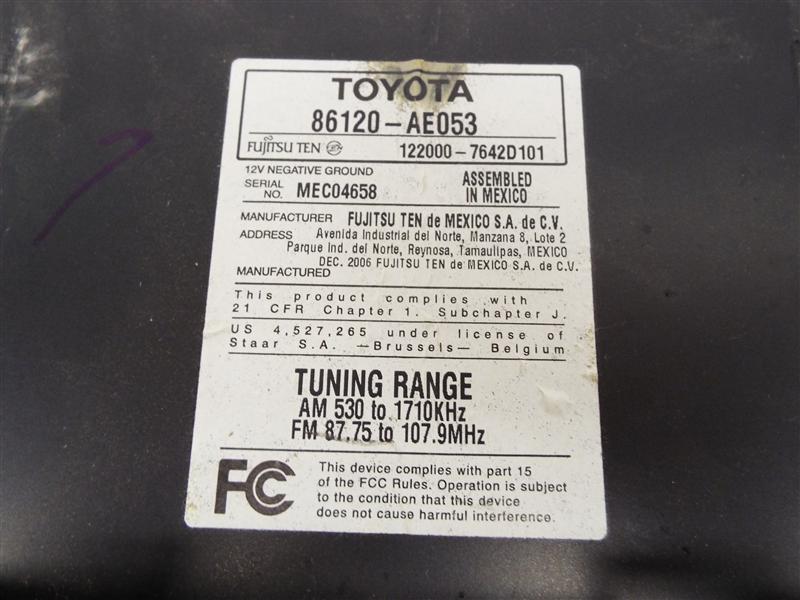 TOYOTA
86120-AE053
FUJITSU TEN 122000-7642D101
12V NEGATIVE GROUND
SERIAL NO. MEC04658
ASSEMBLED IN MEXICO
MANUFACTURER FUJITSU TEN de MEXICO S.A. de C.V.
ADDRESS Avenida Industrial del Norte, Manzana 8, Lote 2
Parque Ind. del Norte, Reynosa, Tamaulipas, MEXICO
DEC. 2006 FUJITSU TEN de MEXICO S.A. de C.V.
MANUFACTURED
This product complies with
21 CFR Chapter 1. Subchapter J.
US 4,527,265 under license of
Staar S.A. —Brussels— Belgium
TUNING RANGE
AM 530 to 1710KHz
FM 87.75 to 107.9MHz
FC
This device complies with part 15
of the FCC Rules. Operation is subject
to the condition that this device
does not cause harmful interference.